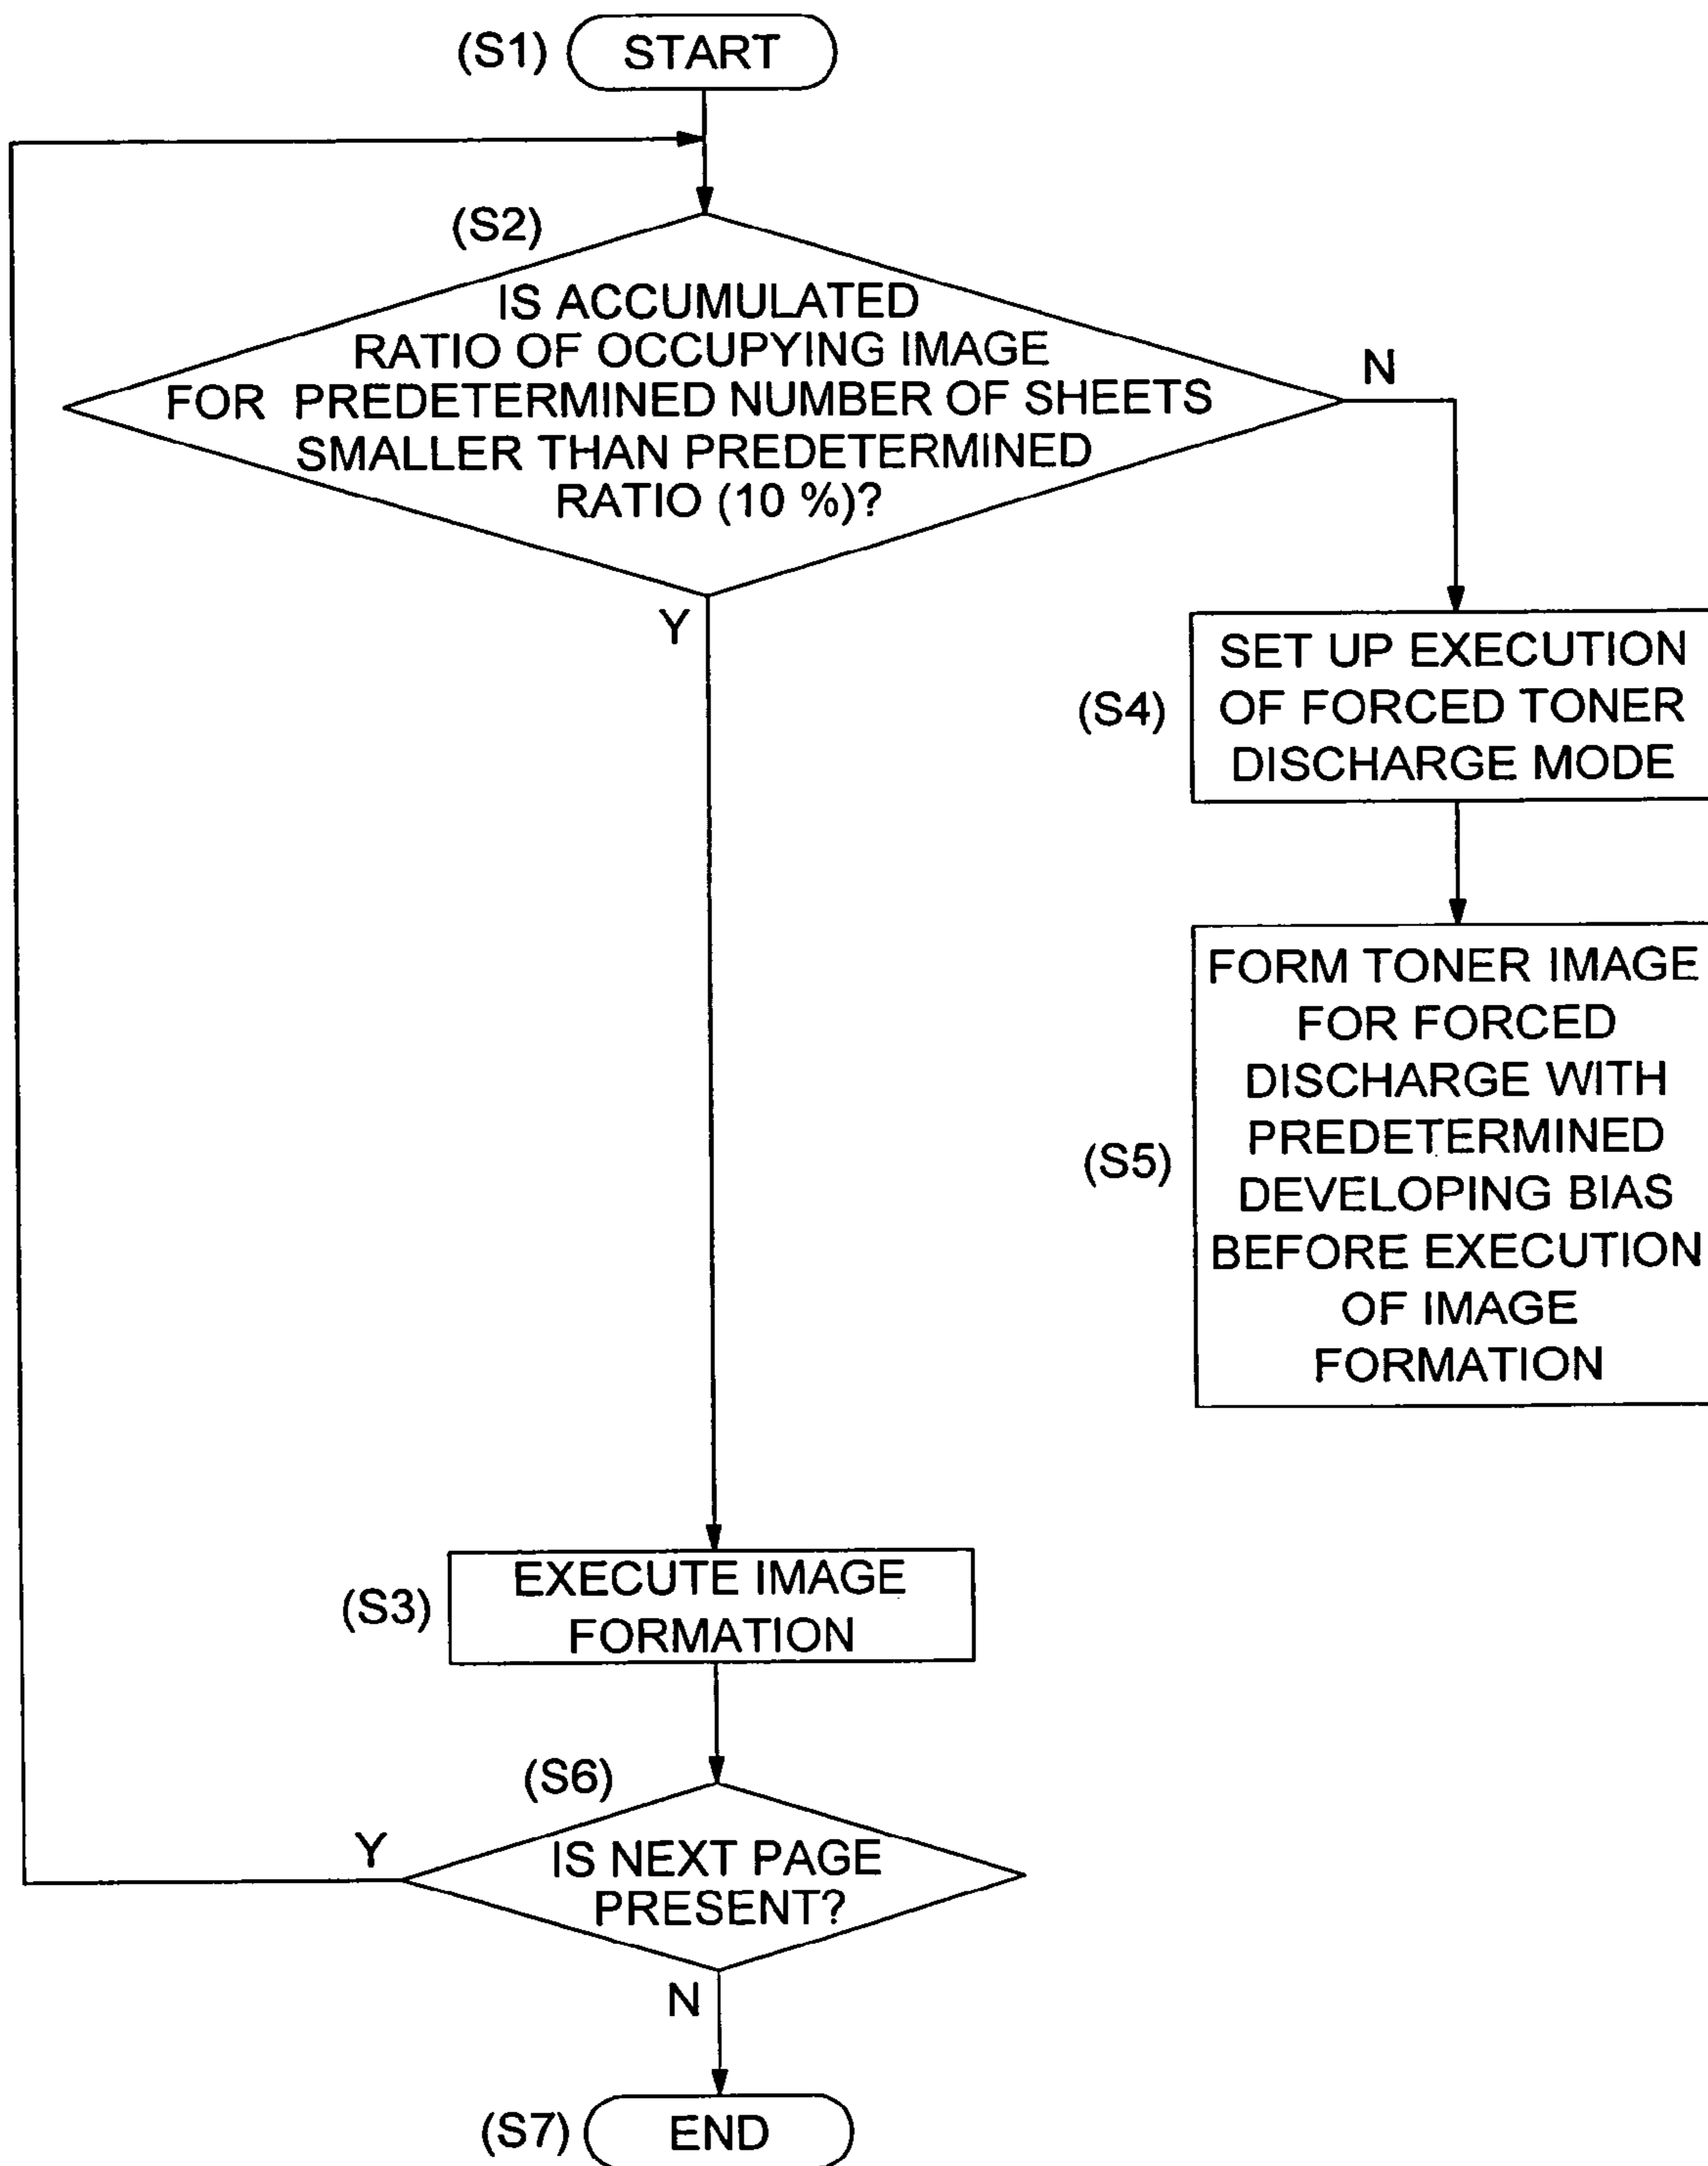 (S1) START
(S2)
IS ACCUMULATED
RATIO OF OCCUPYING IMAGE
FOR PREDETERMINED NUMBER OF SHEETS
SMALLER THAN PREDETERMINED
RATIO (10 %)?
N
Y
(S4)
SET UP EXECUTION
OF FORCED TONER
DISCHARGE MODE
(S5)
FORM TONER IMAGE
FOR FORCED
DISCHARGE WITH
PREDETERMINED
DEVELOPING BIAS
BEFORE EXECUTION
OF IMAGE
FORMATION
(S3)
EXECUTE IMAGE
FORMATION
(S6)
Y
IS NEXT PAGE
PRESENT?
N
(S7) END